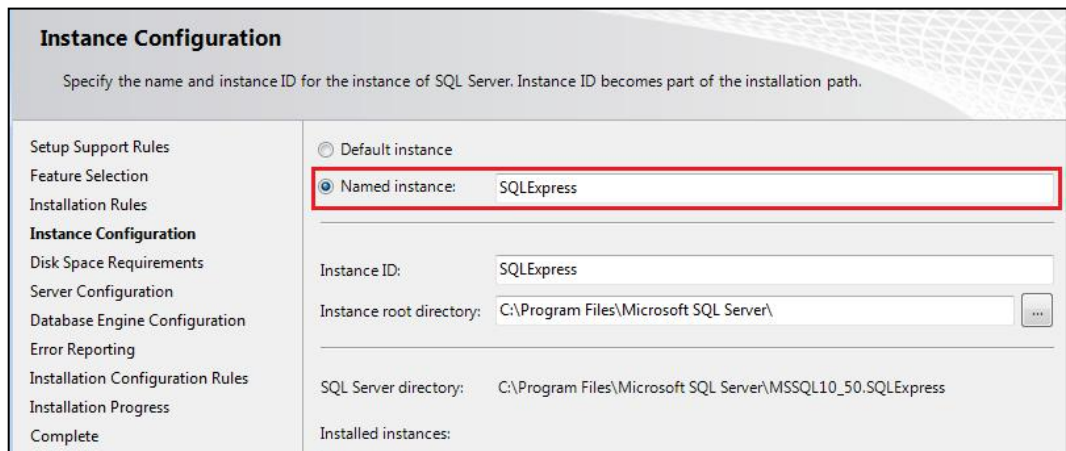 Instance Configuration
Specify the name and instance ID for the instance of SQL Server. Instance ID becomes part of the installation path.
Setup Support Rules
Feature Selection
Installation Rules
Instance Configuration
Disk Space Requirements
Server Configuration
Database Engine Configuration
Error Reporting
Installation Configuration Rules
Installation Progress
Complete
Default instance
Named instance: SQLExpress
Instance ID: SQLExpress
Instance root directory: C:\Program Files\Microsoft SQL Server\ ...
SQL Server directory: C:\Program Files\Microsoft SQL Server\MSSQL10_50.SQLExpress
Installed instances: